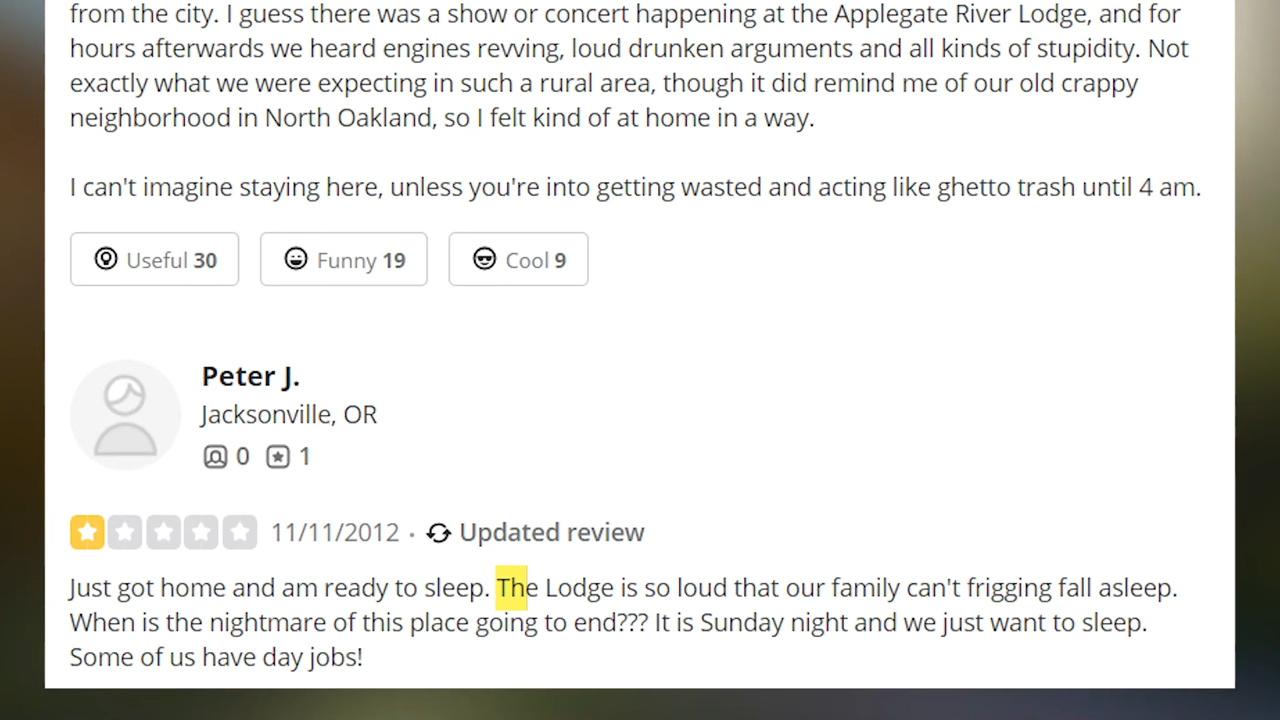 from the city. I guess there was a show or concert happening at the Applegate River Lodge, and for
hours afterwards we heard engines revving, loud drunken arguments and all kinds of stupidity. Not
exactly what we were expecting in such a rural area, though it did remind me of our old crappy
neighborhood in North Oakland, so I felt kind of at home in a way.
I can't imagine staying here, unless you're into getting wasted and acting like ghetto trash until 4 am.
Useful 30 Funny 19 Cool 9
Peter J.
Jacksonville, OR
0 1
11/11/2012 · Updated review
Just got home and am ready to sleep. The Lodge is so loud that our family can't frigging fall asleep.
When is the nightmare of this place going to end??? It is Sunday night and we just want to sleep.
Some of us have day jobs!